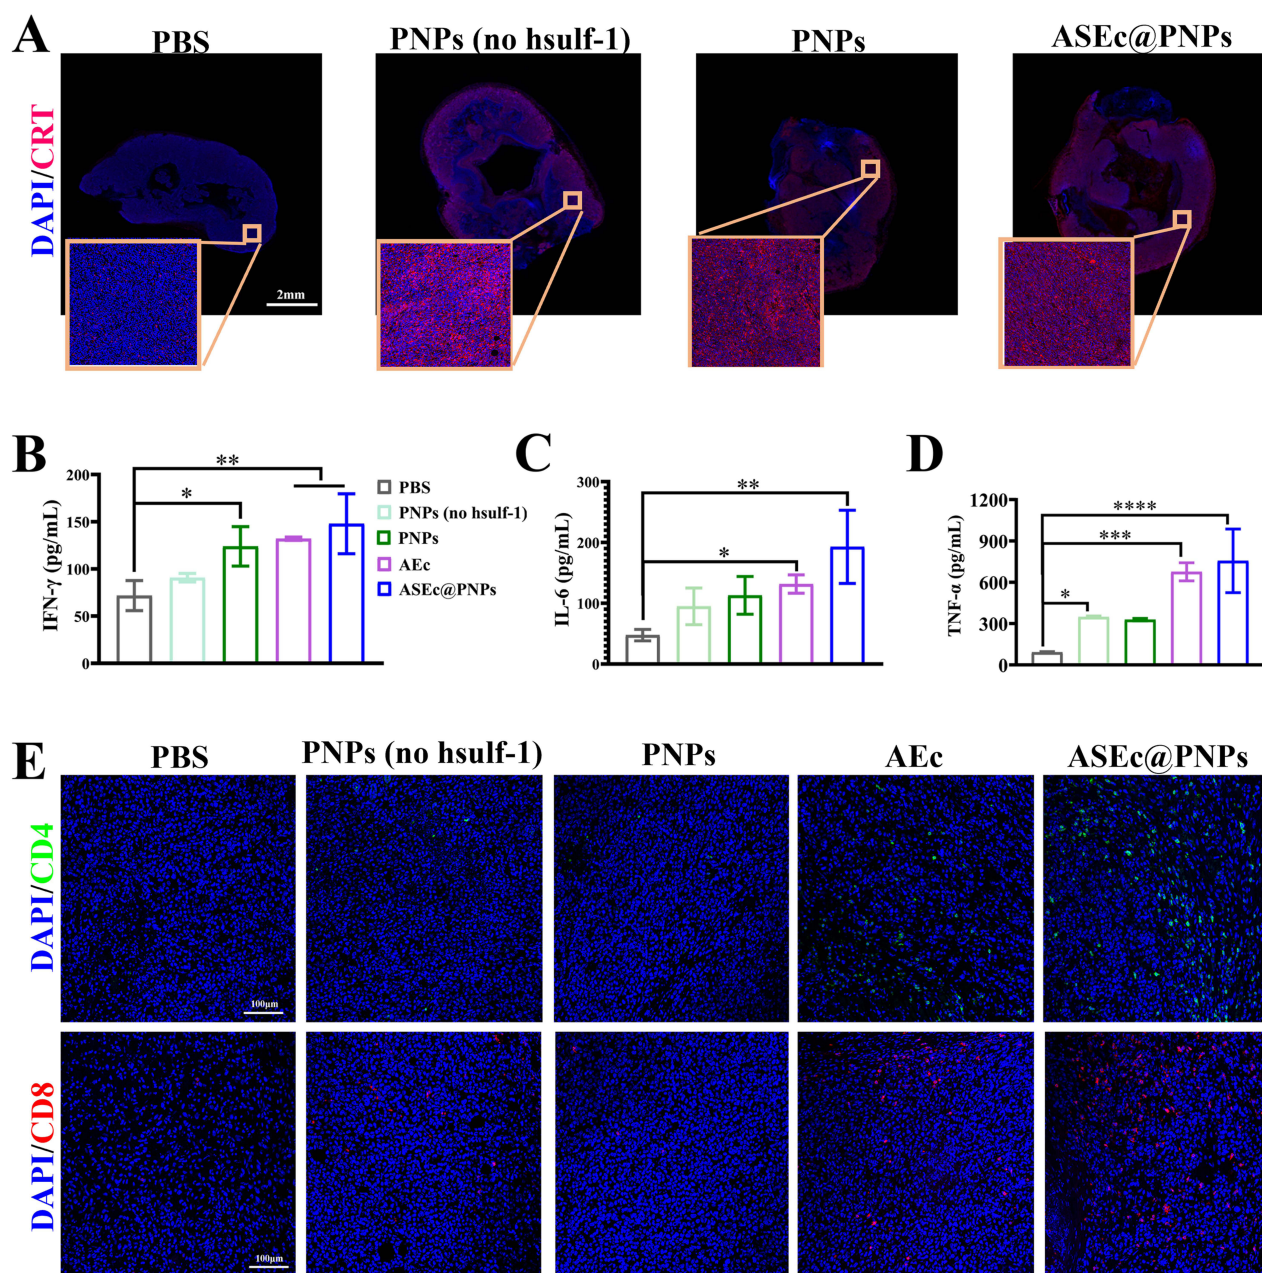 A
PBS
PNPs (no hsulf-1)
PNPs
ASEc@PNPs
DAPI/CRT
2mm
B
IFN-γ (pg/mL)
200
150
100
50
0
*
**
PBS
PNPs (no hsulf-1)
PNPs
AEc
ASEc@PNPs
C
IL-6 (pg/mL)
300
200
100
0
*
**
D
TNF-α (pg/mL)
1200
900
600
300
0
*
***
****
E
PBS
PNPs (no hsulf-1)
PNPs
AEc
ASEc@PNPs
DAPI/CD4
100μm
DAPI/CD8
100μm